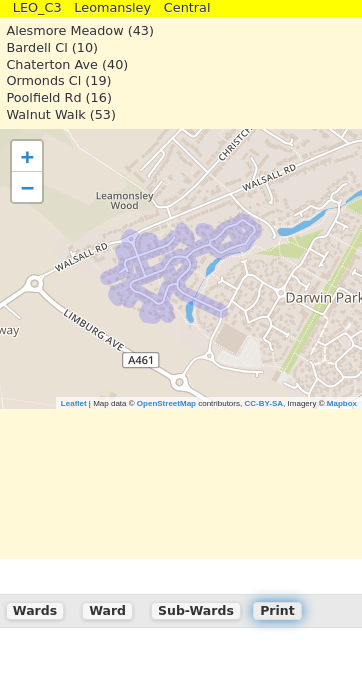 LEO_C3 Leomansley Central
Alesmore Meadow (43)
Bardell Cl (10)
Chaterton Ave (40)
Ormonds Cl (19)
Poolfield Rd (16)
Walnut Walk (53)
+
−
CHRISTC
WALSALL RD
Leamonsley
Wood
WALSALL RD
Darwin Park
way
LIMBURG AVE
A461
Leaflet | Map data © OpenStreetMap contributors, CC-BY-SA, Imagery © Mapbox
Wards Ward Sub-Wards Print